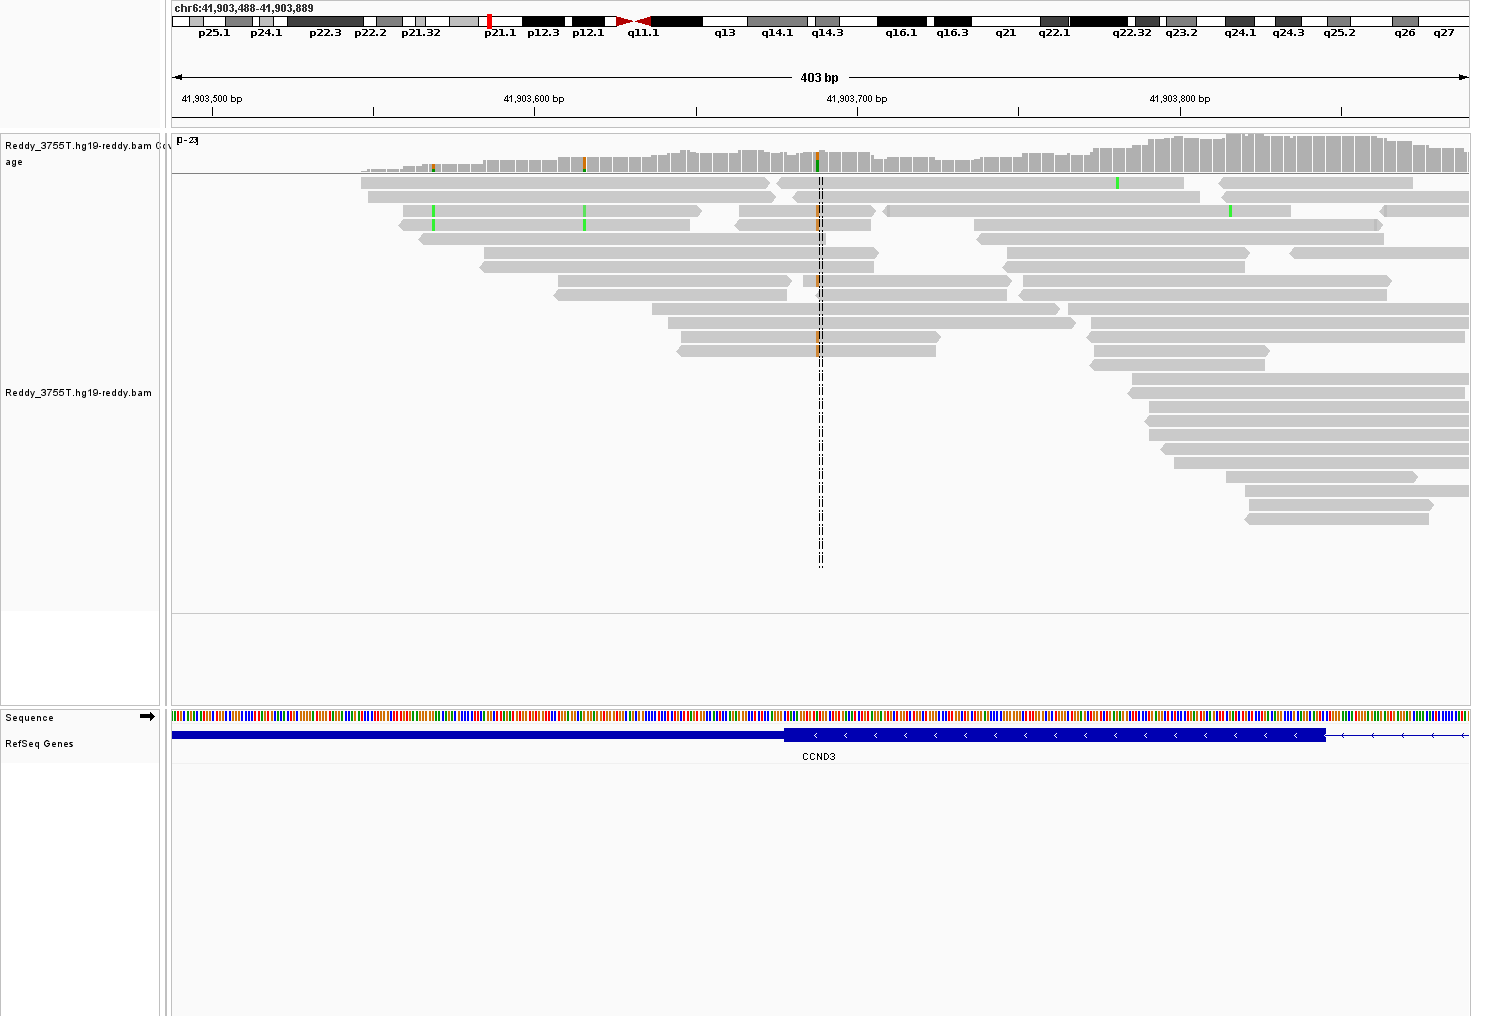 chr6:41,903,488-41,903,889
p25.1 p24.1 p22.3 p22.2 p21.32 p21.1 p12.3 p12.1 q11.1 q13 q14.1 q14.3 q16.1 q16.3 q21 q22.1 q22.32 q23.2 q24.1 q24.3 q25.2 q26 q27
403 bp
41,903,500 bp 41,903,600 bp 41,903,700 bp 41,903,800 bp
Reddy_3755T.hg19-reddy.bam Cov
age
[0-23]
Reddy_3755T.hg19-reddy.bam
Sequence
RefSeq Genes
CCND3